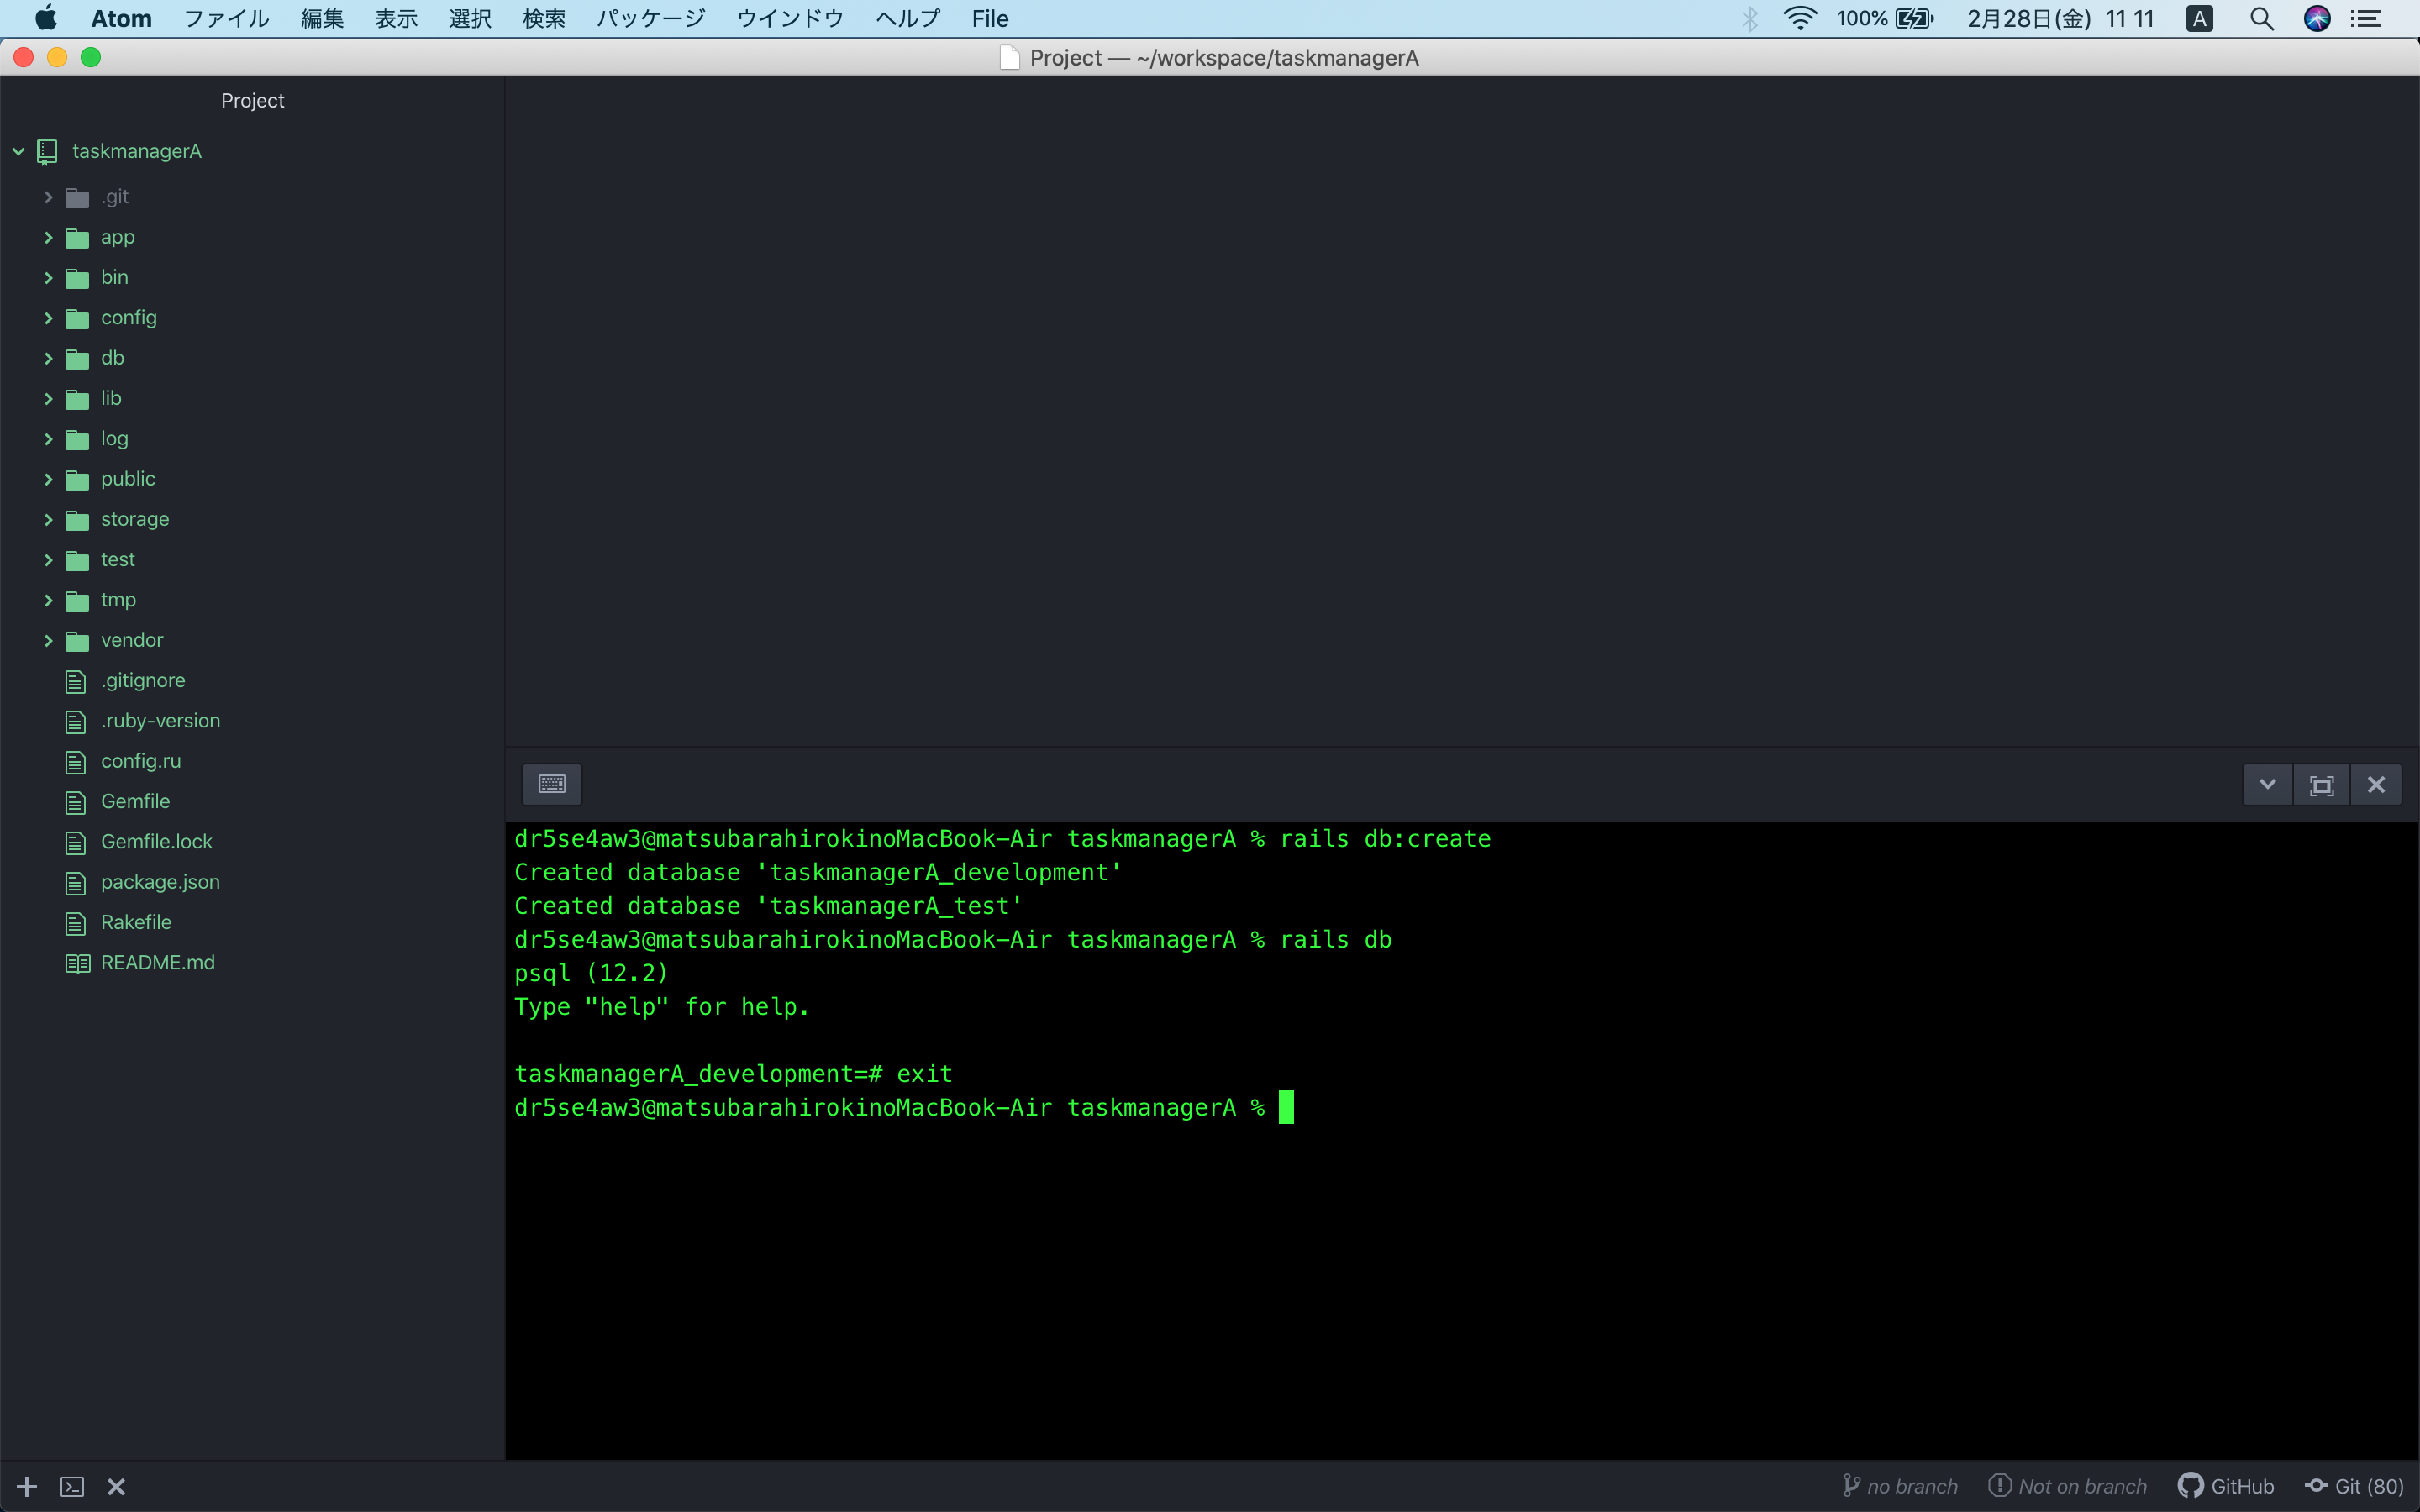 Atom ファイル 編集 表示 選択 検索 パッケージ ウインドウ ヘルプ File 100% 2月28日(金) 11 11 A
Project — ~/workspace/taskmanagerA
Project
taskmanagerA
.git
app
bin
config
db
lib
log
public
storage
test
tmp
vendor
.gitignore
.ruby-version
config.ru
Gemfile
Gemfile.lock
package.json
Rakefile
README.md
dr5se4aw3@matsubarahirokinoMacBook-Air taskmanagerA % rails db:create
Created database 'taskmanagerA_development'
Created database 'taskmanagerA_test'
dr5se4aw3@matsubarahirokinoMacBook-Air taskmanagerA % rails db
psql (12.2)
Type "help" for help.
taskmanagerA_development=# exit
dr5se4aw3@matsubarahirokinoMacBook-Air taskmanagerA %
no branch Not on branch GitHub Git (80)